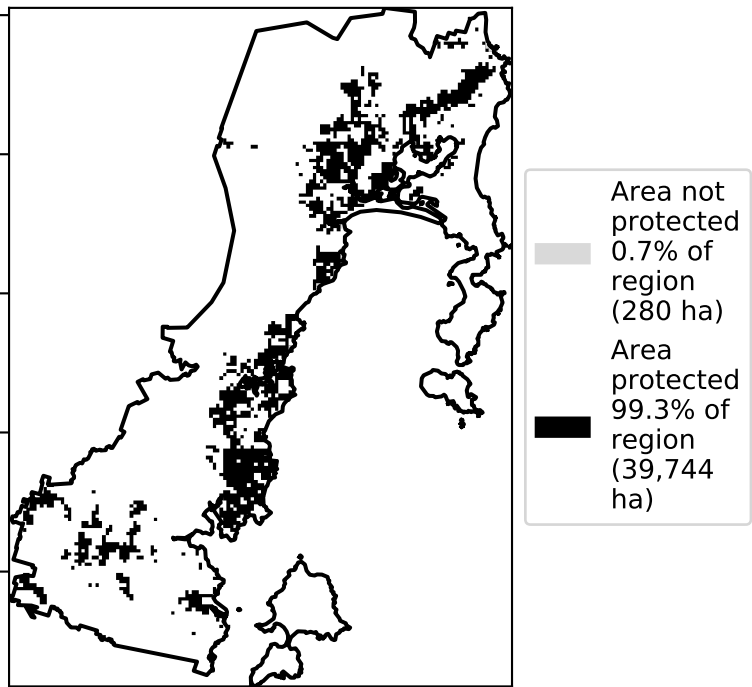 Area not
protected
0.7% of
region
(280 ha)
Area
protected
99.3% of
region
(39,744
ha)